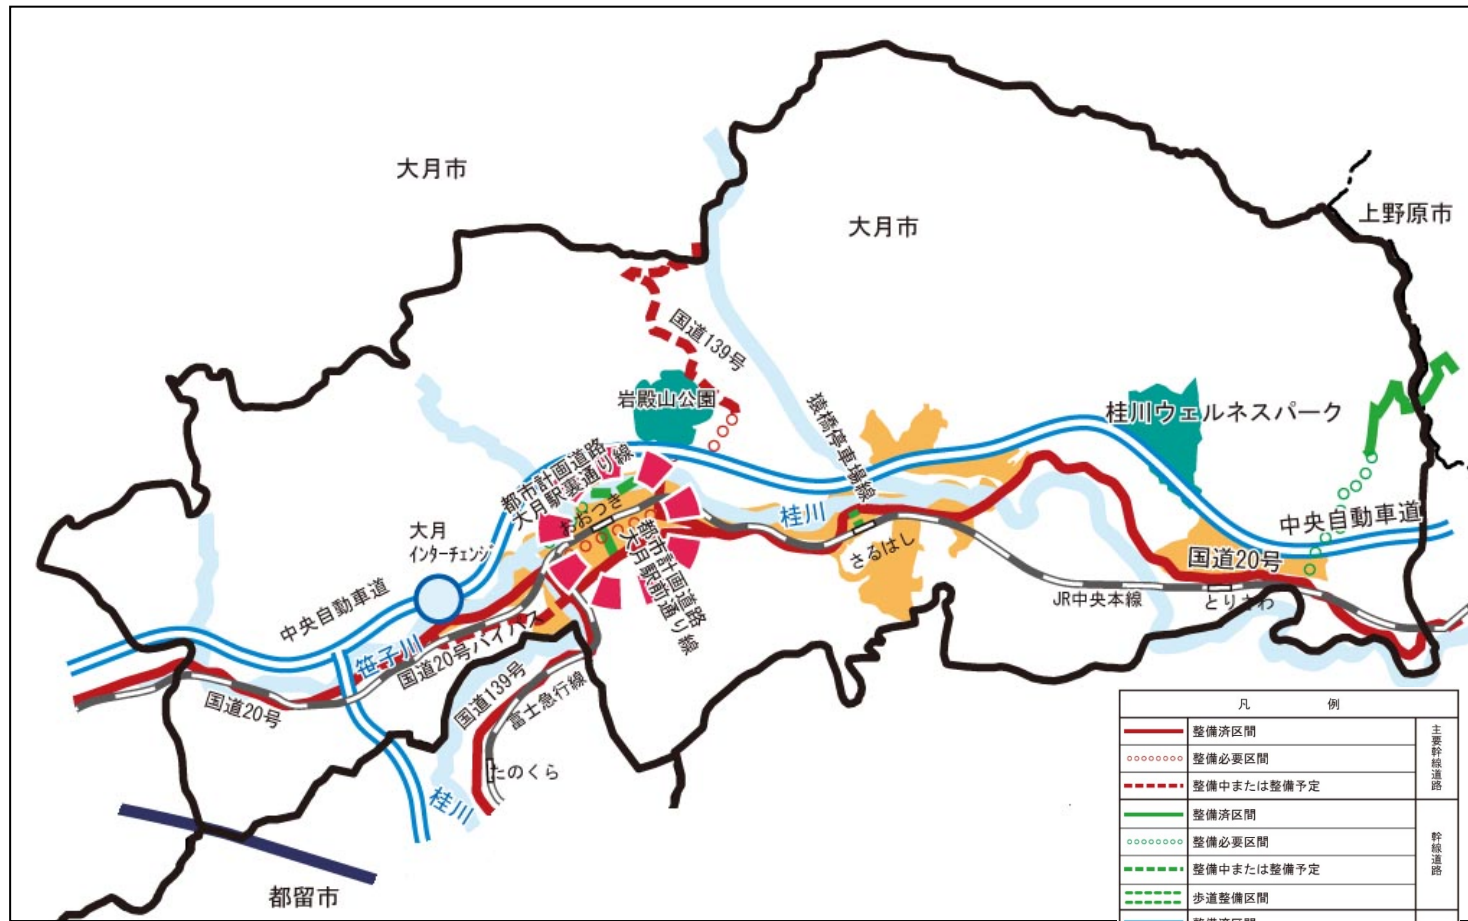 大月市
大月市
上野原市
国道139号
岩殿山公園
猿橋停車場線
桂川ウェルネスパーク
都市計画道路
大月駅裏通り線
おおつき
桂川
中央自動車道
大月
インターチェンジ
さるはし
国道20号
都市計画道路
大月駅前通り線
JR中央本線
とりさわ
中央自動車道
笹子川
国道20号バイパス
国道20号
国道139号
富士急行線
たのくら
桂川
都留市
凡 例
整備済区間
整備必要区間
整備中または整備予定
主要幹線道路
整備済区間
整備必要区間
整備中または整備予定
歩道整備区間
幹線道路